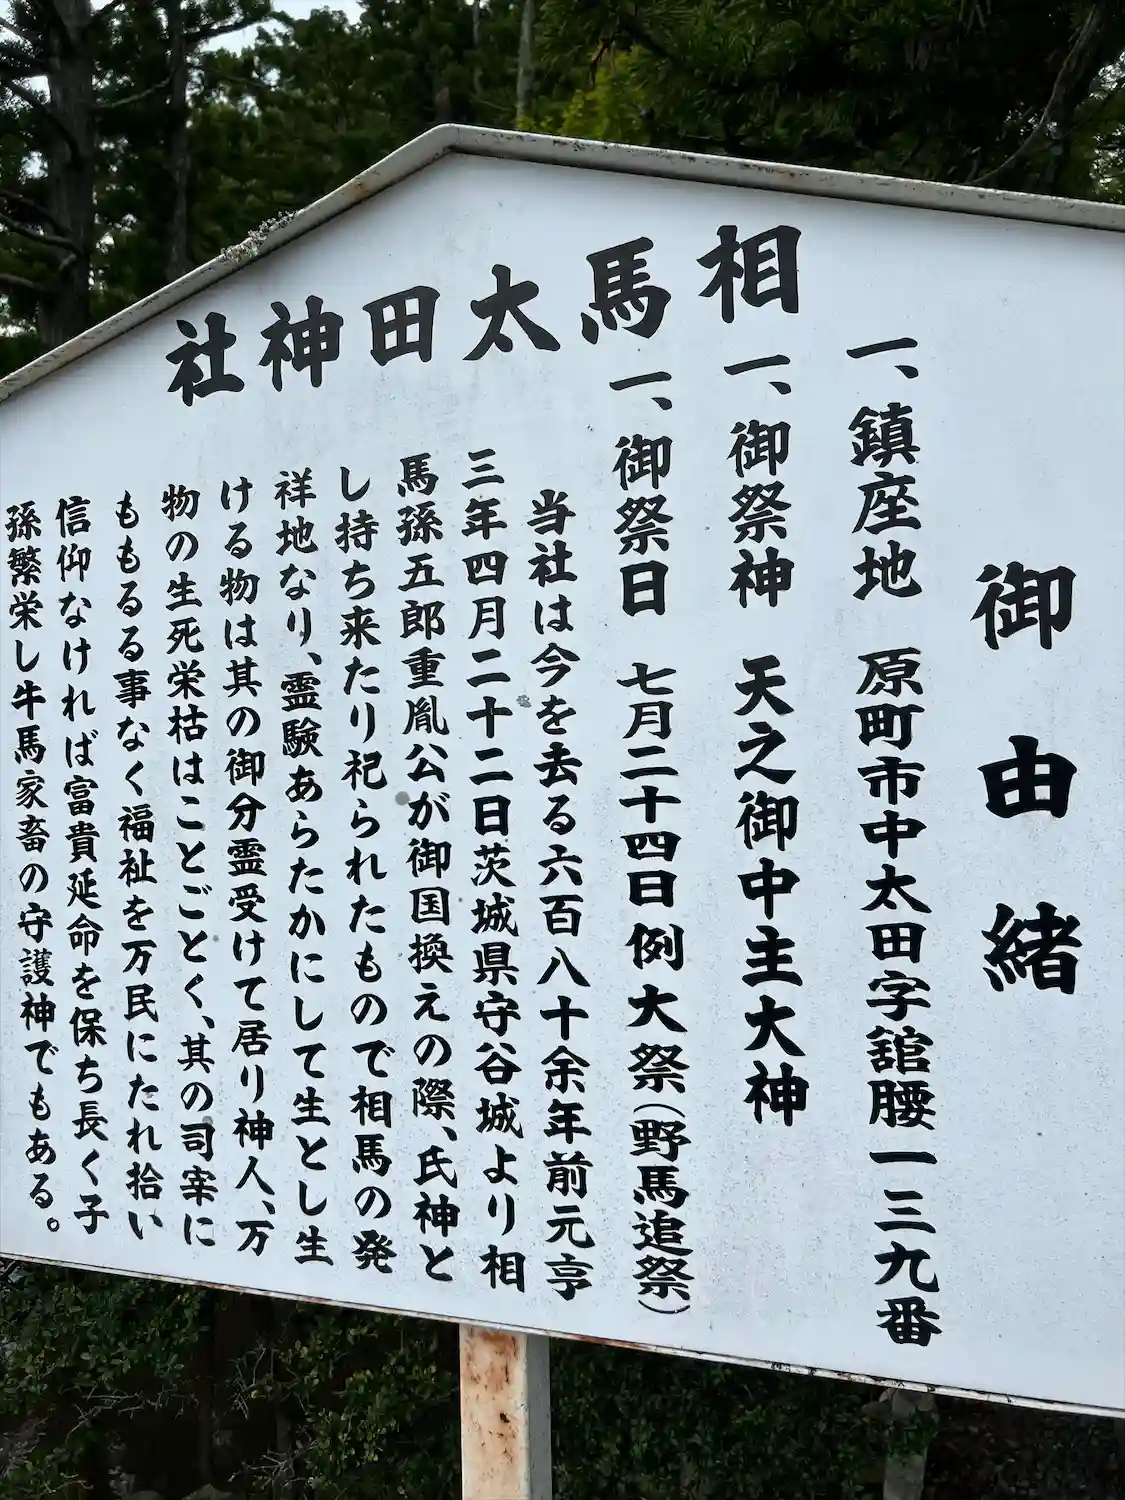 相馬太田神社
御由緒
一、鎮座地　原町市中太田字舘腰一三九番
一、御祭神　天之御中主大神
一、御祭日　七月二十四日例大祭(野馬追祭)
当社は今を去る六百八十余年前元亨
三年四月二十二日茨城県守谷城より相
馬孫五郎重胤公が御国換えの際、氏神と
し持ち来たり祀られたもので相馬の発
祥地なり、霊験あらたかにして生とし生
ける物は其の御分霊受けて居り神人、万
物の生死栄枯はことごとく、其の司宰に
ももるる事なく福祉を万民にたれ拾い
信仰なければ富貴延命を保ち長く子
孫繁栄し牛馬家畜の守護神でもある。